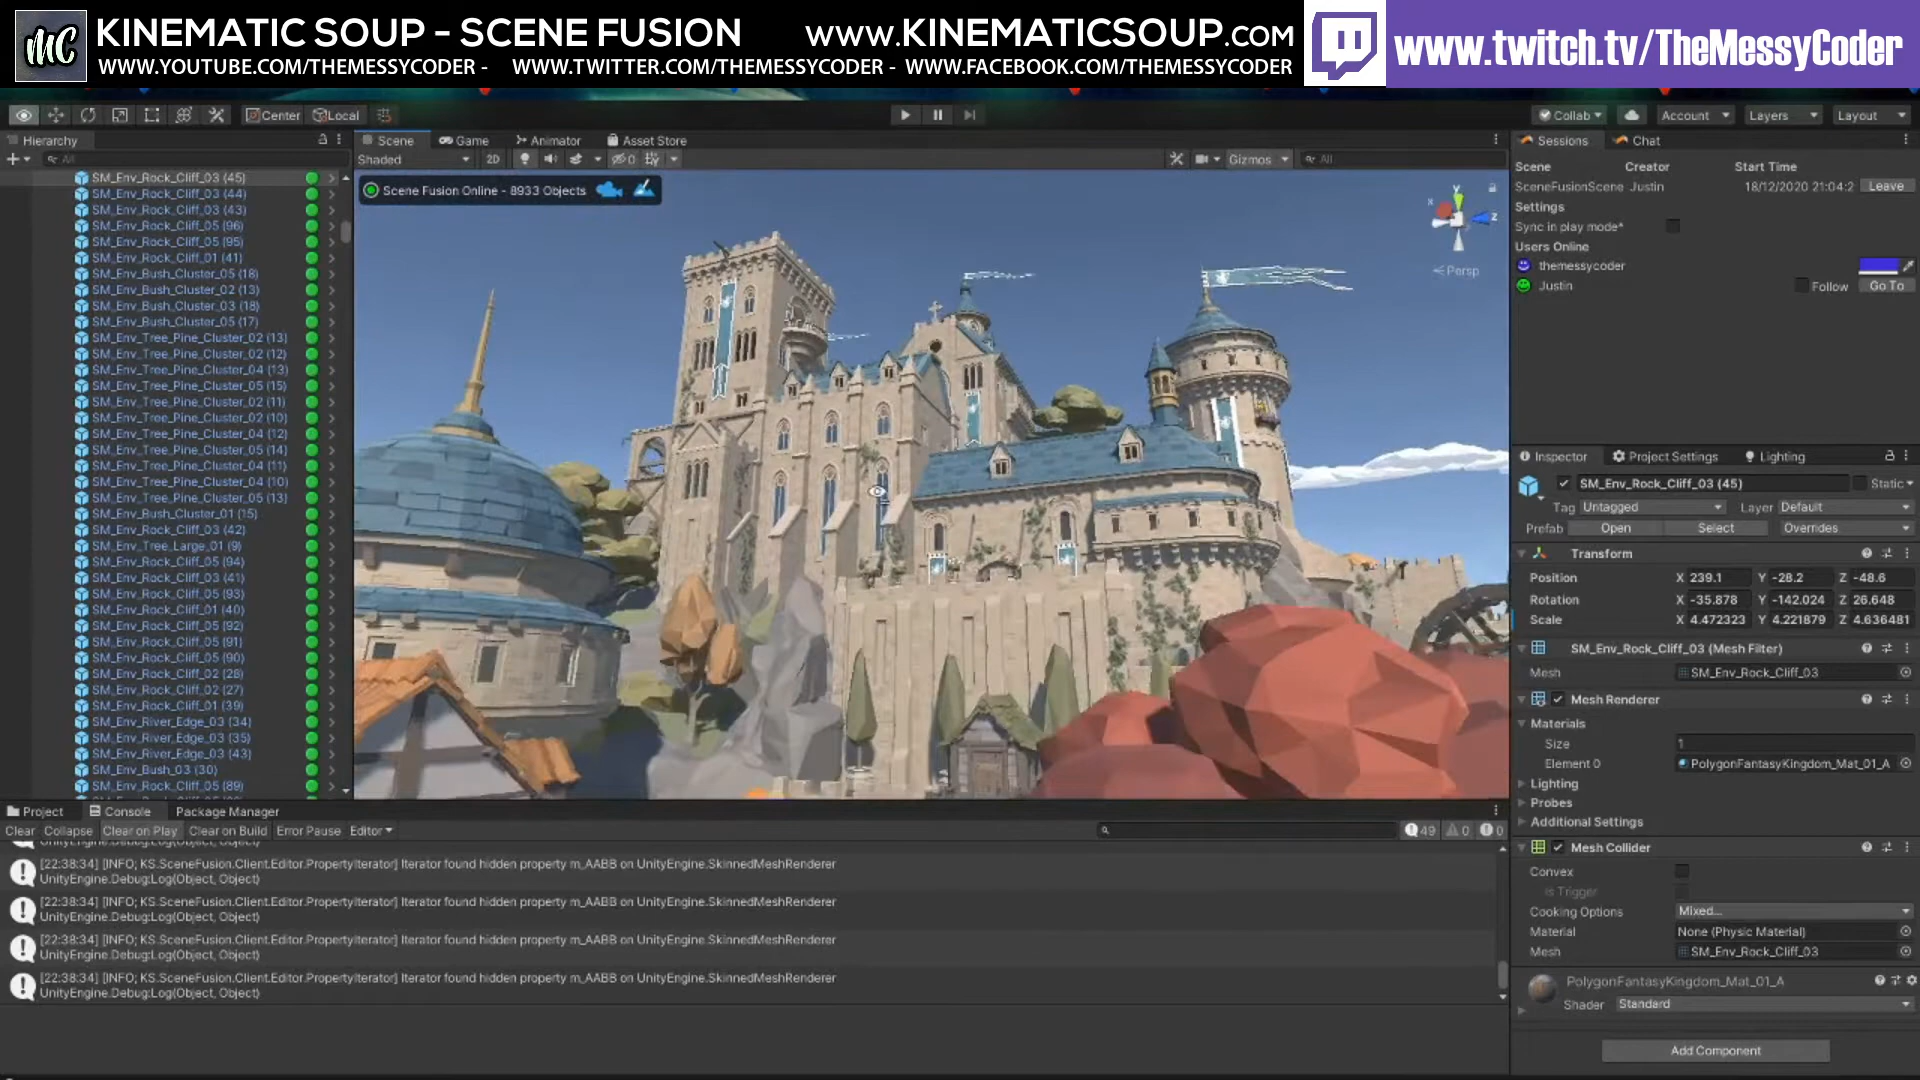 MC
KINEMATIC SOUP - SCENE FUSION www.KINEMATICSOUP.com
WWW.YOUTUBE.COM/THEMESSYCODER - WWW.TWITTER.COM/THEMESSYCODER - WWW.FACEBOOK.COM/THEMESSYCODER
www.twitch.tv/TheMessyCoder
Center Local
Collab Account Layers Layout
Hierarchy
All
SM_Env_Rock_Cliff_03 (45)
SM_Env_Rock_Cliff_03 (44)
SM_Env_Rock_Cliff_03 (43)
SM_Env_Rock_Cliff_05 (96)
SM_Env_Rock_Cliff_05 (95)
SM_Env_Rock_Cliff_01 (41)
SM_Env_Bush_Cluster_05 (18)
SM_Env_Bush_Cluster_02 (13)
SM_Env_Bush_Cluster_03 (18)
SM_Env_Bush_Cluster_05 (17)
SM_Env_Tree_Pine_Cluster_02 (13)
SM_Env_Tree_Pine_Cluster_02 (12)
SM_Env_Tree_Pine_Cluster_04 (13)
SM_Env_Tree_Pine_Cluster_05 (15)
SM_Env_Tree_Pine_Cluster_02 (11)
SM_Env_Tree_Pine_Cluster_02 (10)
SM_Env_Tree_Pine_Cluster_04 (12)
SM_Env_Tree_Pine_Cluster_05 (14)
SM_Env_Tree_Pine_Cluster_04 (11)
SM_Env_Tree_Pine_Cluster_04 (10)
SM_Env_Tree_Pine_Cluster_05 (13)
SM_Env_Bush_Cluster_01 (15)
SM_Env_Rock_Cliff_03 (42)
SM_Env_Tree_Large_01 (9)
SM_Env_Rock_Cliff_05 (94)
SM_Env_Rock_Cliff_03 (41)
SM_Env_Rock_Cliff_05 (93)
SM_Env_Rock_Cliff_01 (40)
SM_Env_Rock_Cliff_05 (92)
SM_Env_Rock_Cliff_05 (91)
SM_Env_Rock_Cliff_05 (90)
SM_Env_Rock_Cliff_02 (28)
SM_Env_Rock_Cliff_02 (27)
SM_Env_Rock_Cliff_01 (39)
SM_Env_River_Edge_03 (34)
SM_Env_River_Edge_03 (35)
SM_Env_River_Edge_03 (43)
SM_Env_Bush_03 (30)
SM_Env_Rock_Cliff_05 (89)
Scene Game Animator Asset Store
Shaded 2D 0 Gizmos All
Scene Fusion Online - 8933 Objects
y
x z
Persp
Sessions Chat
Scene Creator Start Time
SceneFusionScene Justin 18/12/2020 21:04:2 Leave
Settings
Sync in play mode*
Users Online
themessycoder
Justin Follow Go To
Inspector Project Settings Lighting
SM_Env_Rock_Cliff_03 (45) Static
Tag Untagged Layer Default
Prefab Open Select Overrides
Transform
Position X 239.1 Y -28.2 Z -48.6
Rotation X -35.878 Y -142.024 Z 26.648
Scale X 4.472323 Y 4.221879 Z 4.636481
SM_Env_Rock_Cliff_03 (Mesh Filter)
Mesh SM_Env_Rock_Cliff_03
Mesh Renderer
Materials
Size 1
Element 0 PolygonFantasyKingdom_Mat_01_A
Lighting
Probes
Additional Settings
Mesh Collider
Convex
Is Trigger
Cooking Options Mixed...
Material None (Physic Material)
Mesh SM_Env_Rock_Cliff_03
PolygonFantasyKingdom_Mat_01_A
Shader Standard
Add Component
Project Console Package Manager
Clear Collapse Clear on Play Clear on Build Error Pause Editor 49 0 0
UnityEngine.Debug:Log(Object, Object)
[22:38:34] [INFO; KS.SceneFusion.Client.Editor.PropertyIterator] Iterator found hidden property m_AABB on UnityEngine.SkinnedMeshRenderer
UnityEngine.Debug:Log(Object, Object)
[22:38:34] [INFO; KS.SceneFusion.Client.Editor.PropertyIterator] Iterator found hidden property m_AABB on UnityEngine.SkinnedMeshRenderer
UnityEngine.Debug:Log(Object, Object)
[22:38:34] [INFO; KS.SceneFusion.Client.Editor.PropertyIterator] Iterator found hidden property m_AABB on UnityEngine.SkinnedMeshRenderer
UnityEngine.Debug:Log(Object, Object)
[22:38:34] [INFO; KS.SceneFusion.Client.Editor.PropertyIterator] Iterator found hidden property m_AABB on UnityEngine.SkinnedMeshRenderer
UnityEngine.Debug:Log(Object, Object)